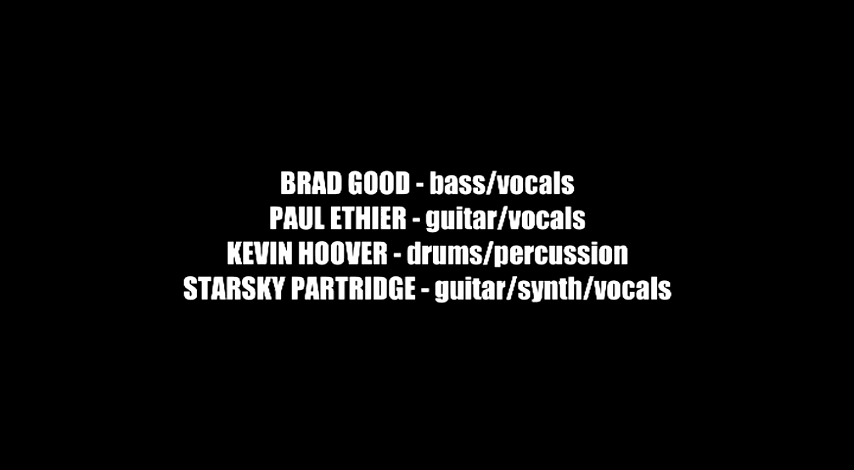 BRAD GOOD - bass/vocals
PAUL ETHIER - guitar/vocals
KEVIN HOOVER - drums/percussion
STARSKY PARTRIDGE - guitar/synth/vocals